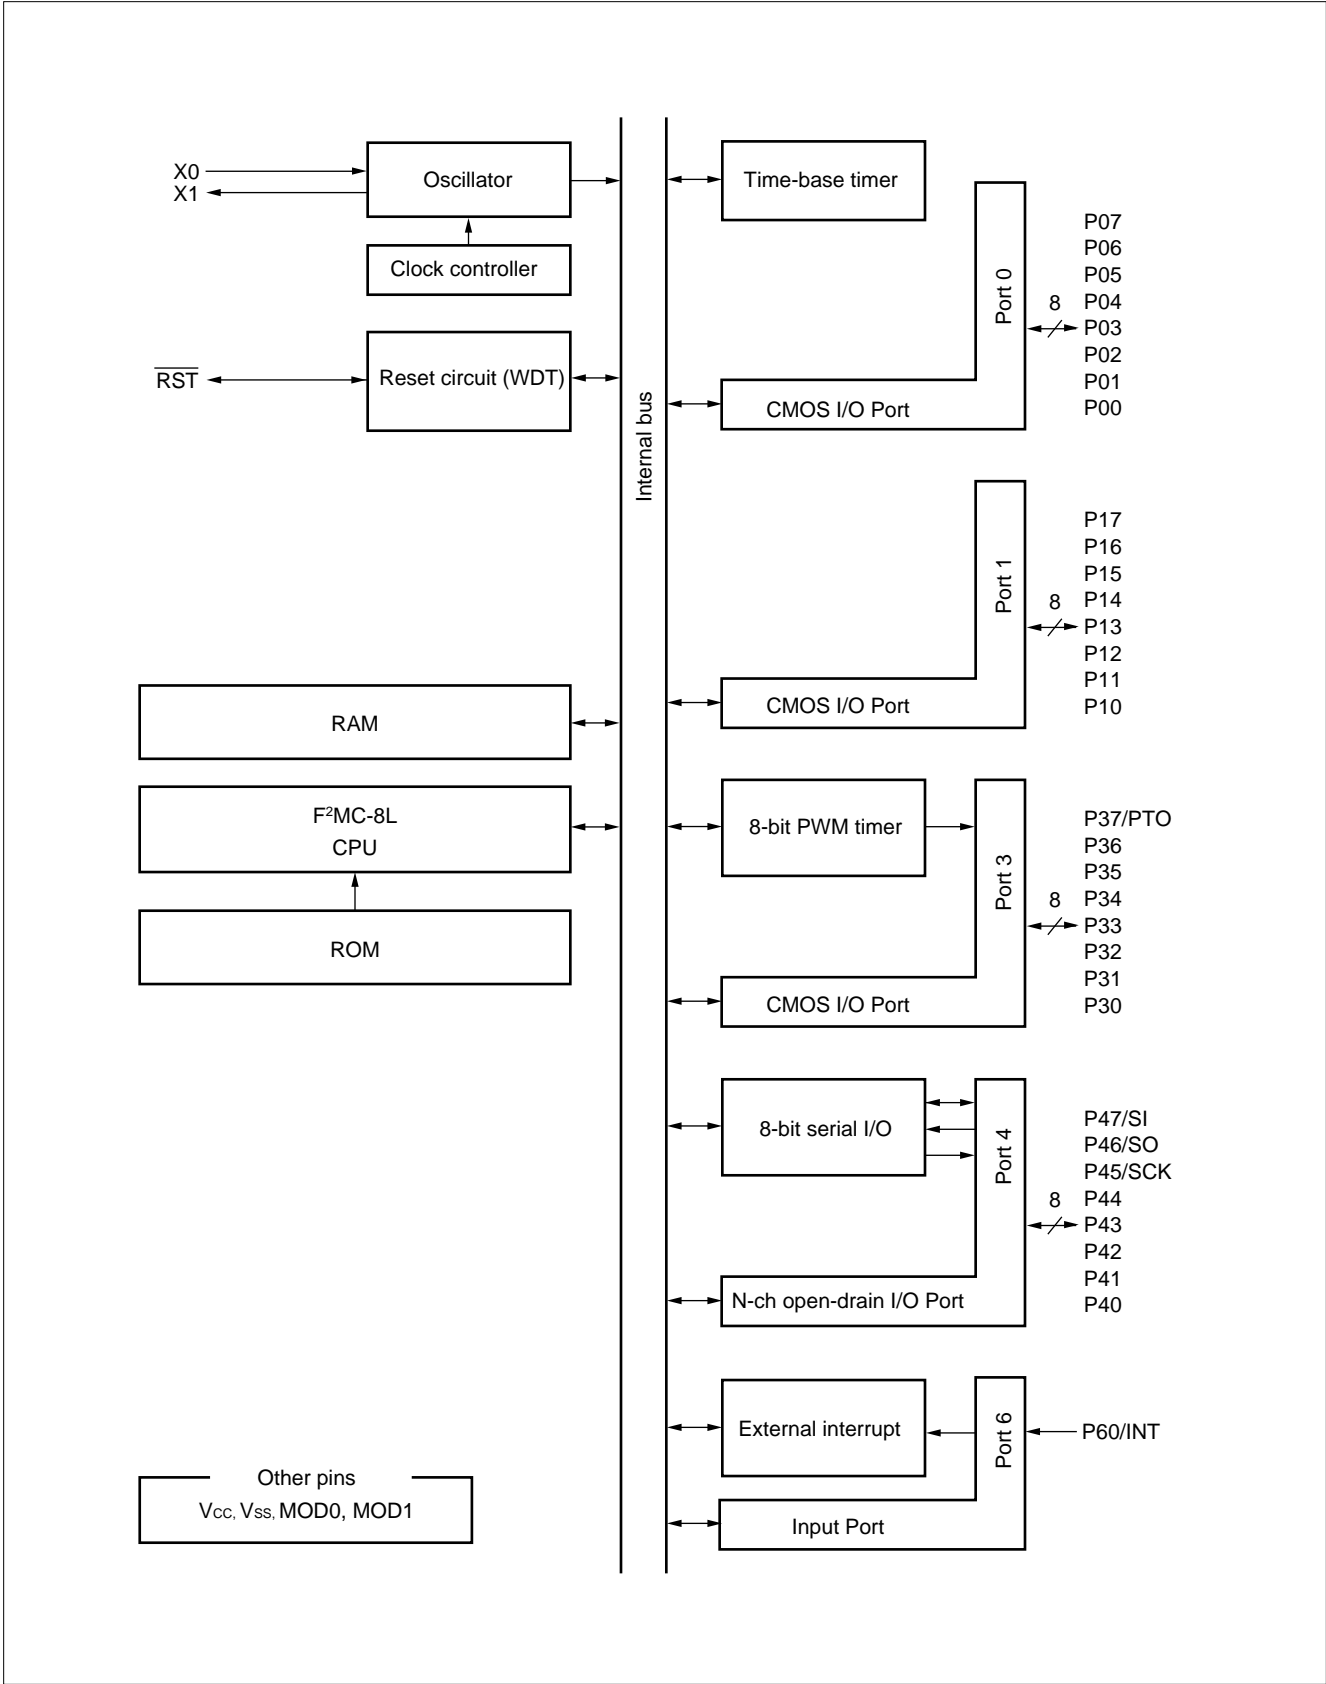 X0
X1
Oscillator
Clock controller
RST
Reset circuit (WDT)
RAM
F²MC-8L
CPU
ROM
Other pins
VCC, VSS, MOD0, MOD1
Internal bus
Time-base timer
Port 0
CMOS I/O Port
8
P07
P06
P05
P04
P03
P02
P01
P00
Port 1
CMOS I/O Port
8
P17
P16
P15
P14
P13
P12
P11
P10
8-bit PWM timer
Port 3
CMOS I/O Port
8
P37/PTO
P36
P35
P34
P33
P32
P31
P30
8-bit serial I/O
Port 4
N-ch open-drain I/O Port
8
P47/SI
P46/SO
P45/SCK
P44
P43
P42
P41
P40
External interrupt
Port 6
Input Port
P60/INT